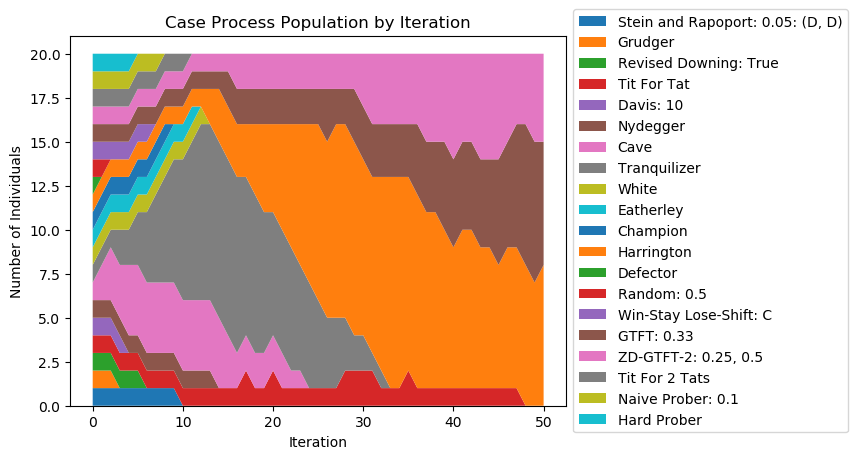 Case Process Population by Iteration
Number of Individuals
20.0
17.5
15.0
12.5
10.0
7.5
5.0
2.5
0.0
0 10 20 30 40 50
Iteration
Stein and Rapoport: 0.05: (D, D)
Grudger
Revised Downing: True
Tit For Tat
Davis: 10
Nydegger
Cave
Tranquilizer
White
Eatherley
Champion
Harrington
Defector
Random: 0.5
Win-Stay Lose-Shift: C
GTFT: 0.33
ZD-GTFT-2: 0.25, 0.5
Tit For 2 Tats
Naive Prober: 0.1
Hard Prober